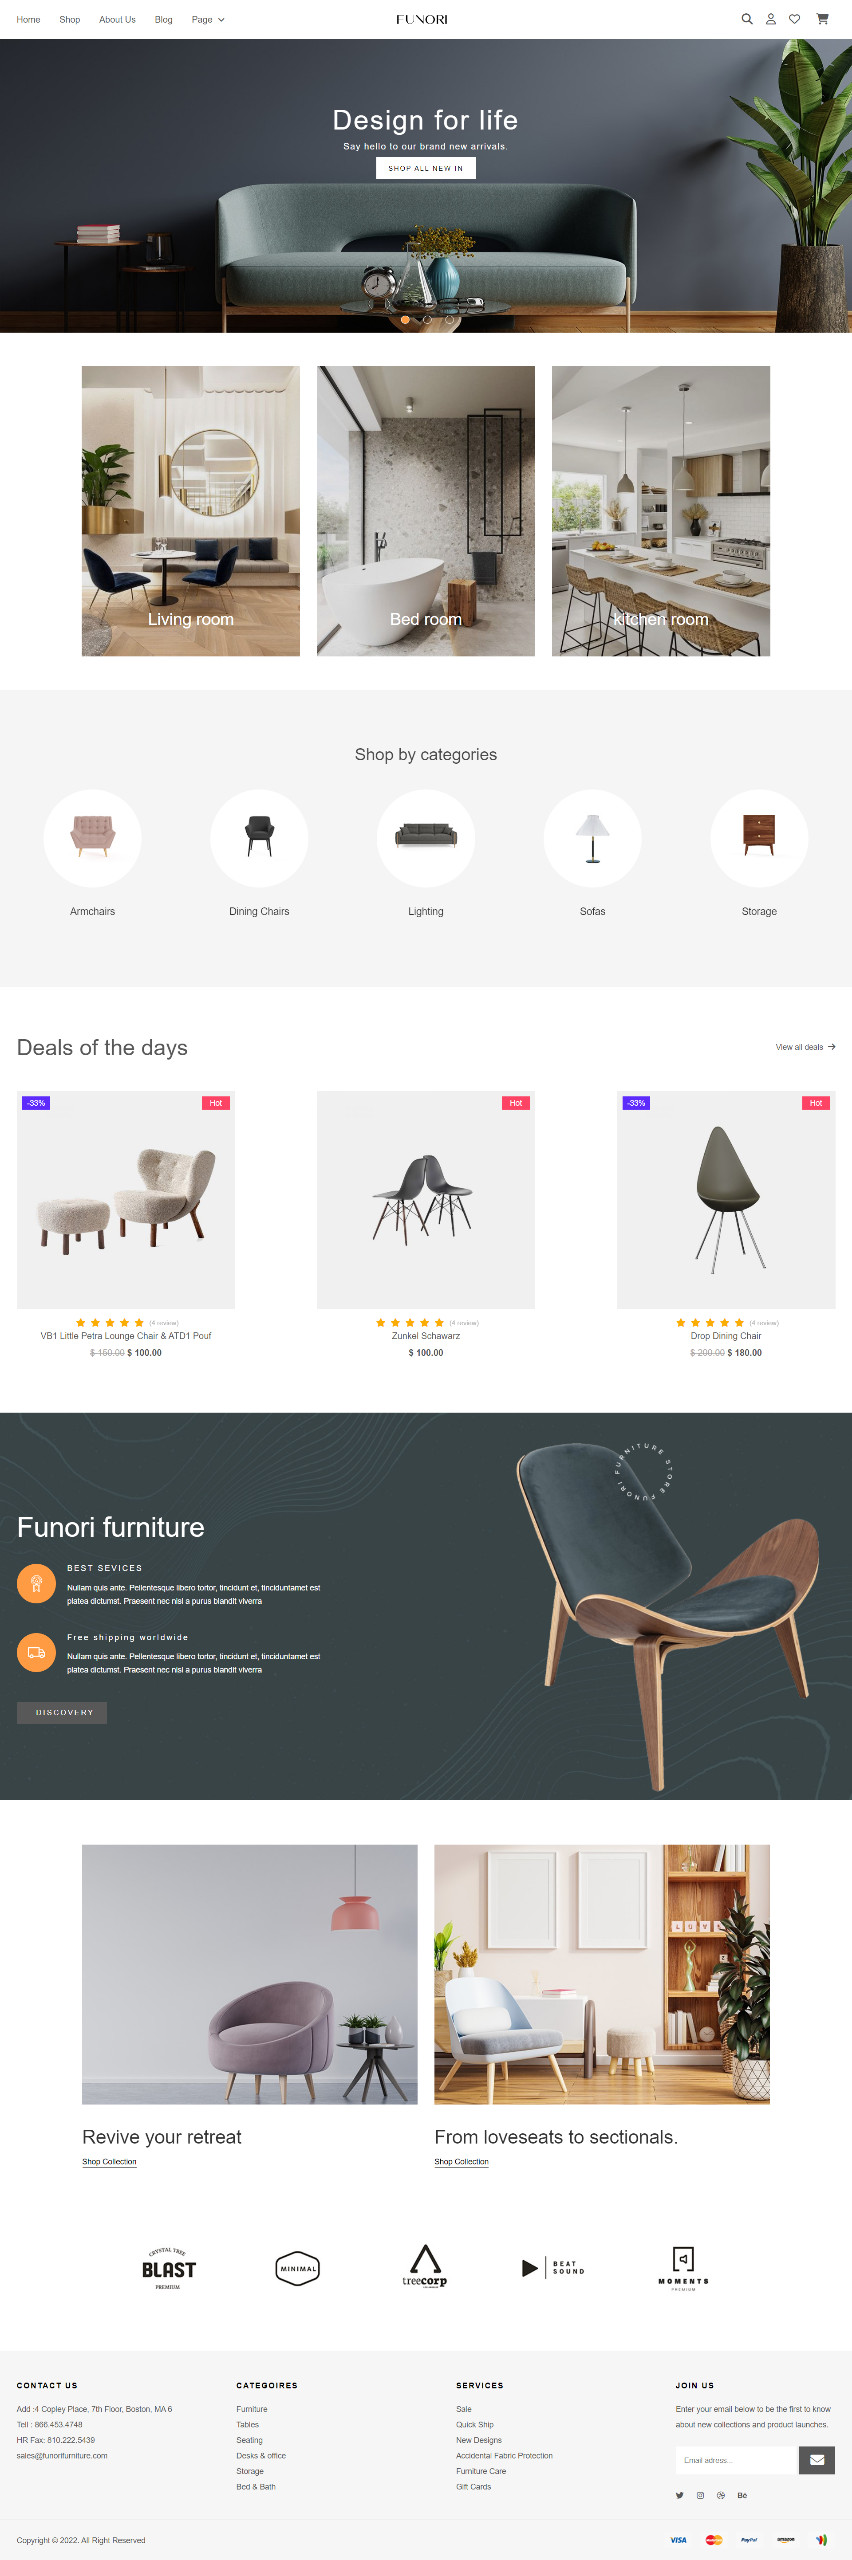 Home Shop About Us Blog Page
FUNORI
Design for life
Say hello to our brand new arrivals.
SHOP ALL NEW IN
Living room
Bed room
kitchen room
Shop by categories
Armchairs
Dining Chairs
Lighting
Sofas
Storage
Deals of the days
View all deals
-33%
Hot
Hot
-33%
Hot
(4 review)
VB1 Little Petra Lounge Chair & ATD1 Pouf
$ 150.00 $ 100.00
(4 review)
Zunkel Schawarz
$ 100.00
(4 review)
Drop Dining Chair
$ 200.00 $ 180.00
FUNORI FURNITURE STORE
Funori furniture
BEST SEVICES
Nullam quis ante. Pellentesque libero tortor, tincidunt et, tinciduntamet est
platea dictumst. Praesent nec nisl a purus blandit viverra
Free shipping worldwide
Nullam quis ante. Pellentesque libero tortor, tincidunt et, tinciduntamet est
platea dictumst. Praesent nec nisl a purus blandit viverra
DISCOVERY
Revive your retreat
Shop Collection
From loveseats to sectionals.
Shop Collection
CRYSTAL TREE
BLAST
PREMIUM
MINIMAL
treecorp
BEAT
SOUND
MOMENTS
PREMIUM
CONTACT US
Add :4 Copley Place, 7th Floor, Boston, MA 6
Tell : 866.453.4748
HR Fax: 810.222.5439
sales@funorifurniture.com
CATEGOIRES
Furniture
Tables
Seating
Desks & office
Storage
Bed & Bath
SERVICES
Sale
Quick Ship
New Designs
Accidental Fabric Protection
Furniture Care
Gift Cards
JOIN US
Enter your email below to be the first to know
about new collections and product launches.
Email adress...
Bē
Copyright © 2022. All Right Reserved
VISA
PayPal
amazon